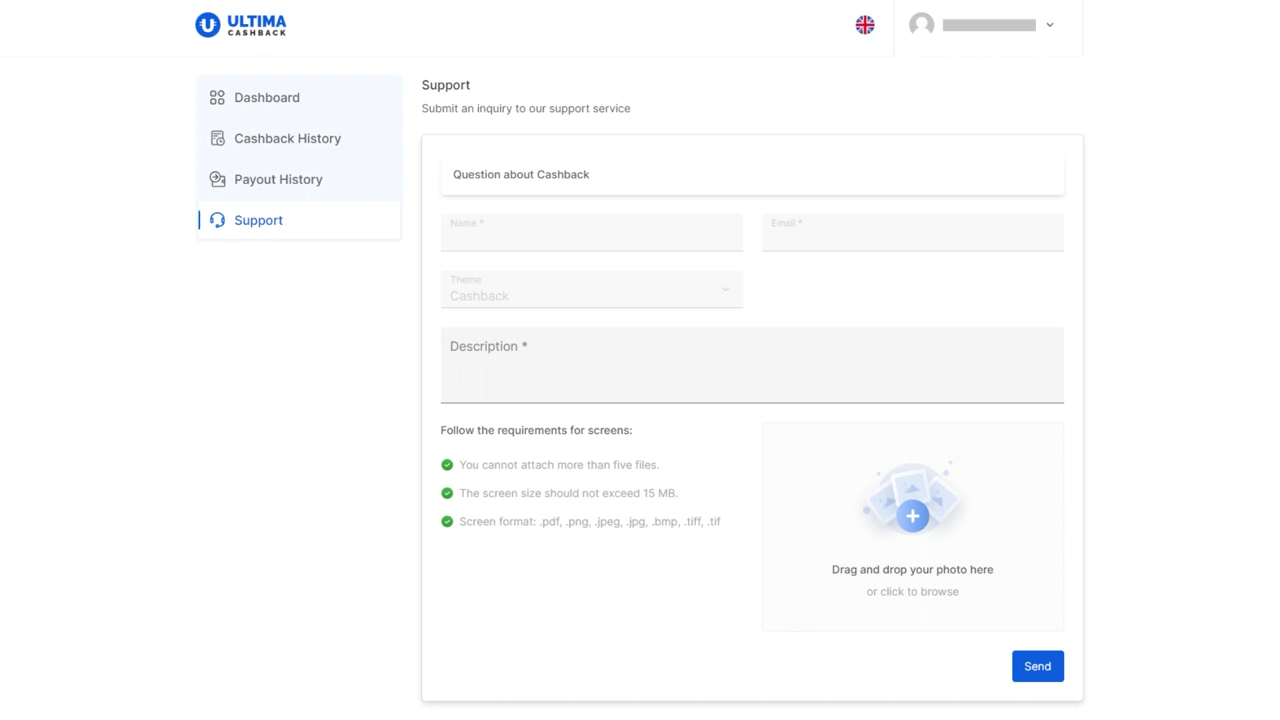 ULTIMA
CASHBACK
Dashboard
Cashback History
Payout History
Support
Support
Submit an inquiry to our support service
Question about Cashback
Name *
Email *
Theme
Cashback
Description *
Follow the requirements for screens:
You cannot attach more than five files.
The screen size should not exceed 15 MB.
Screen format: .pdf, .png, .jpeg, .jpg, .bmp, .tiff, .tif
Drag and drop your photo here
or click to browse
Send